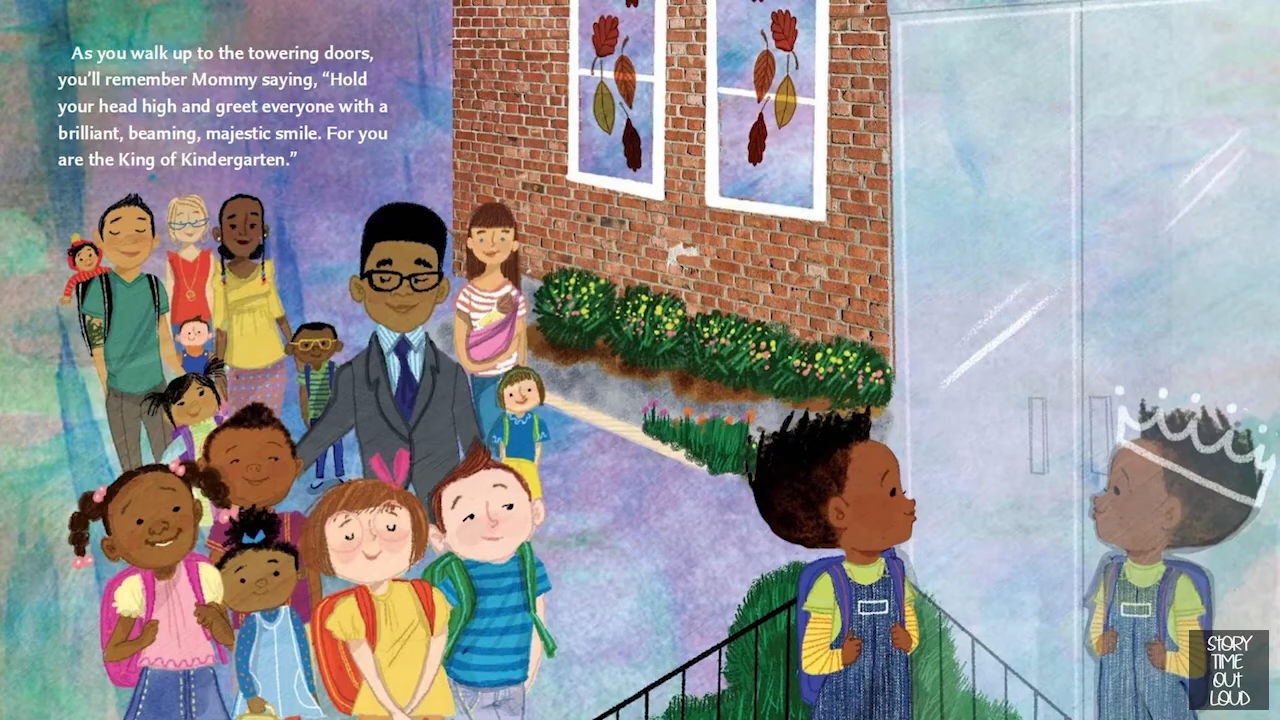 As you walk up to the towering doors,
you’ll remember Mommy saying, “Hold
your head high and greet everyone with a
brilliant, beaming, majestic smile. For you
are the King of Kindergarten.”
STORY
TIME
OUT
LOUD